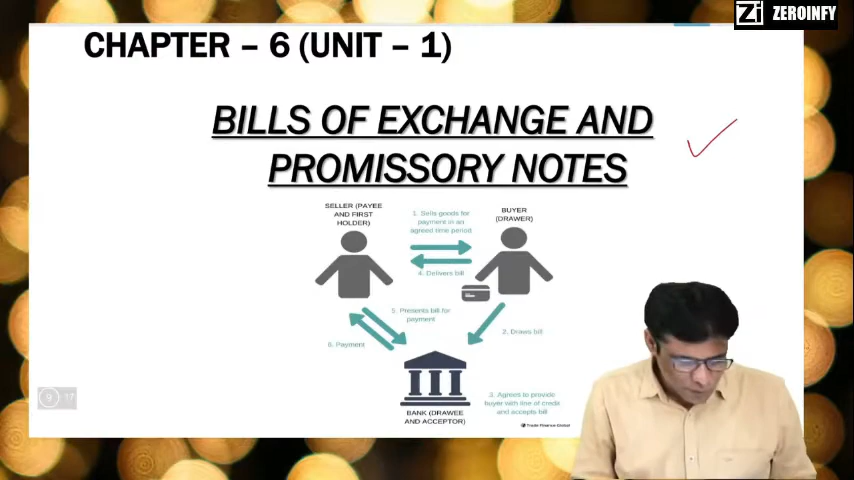 Zi ZEROINFY
CHAPTER – 6 (UNIT – 1)
BILLS OF EXCHANGE AND
PROMISSORY NOTES
SELLER (PAYEE
AND FIRST
HOLDER)
1. Sells goods for
payment in an
agreed time period
BUYER
(DRAWER)
4. Delivers bill
5. Presents bill for
payment
2. Draws bill
6. Payment
3. Agrees to provide
buyer with line of credit
and accepts bill
BANK (DRAWEE
AND ACCEPTOR)
Trade Finance Global
9 17